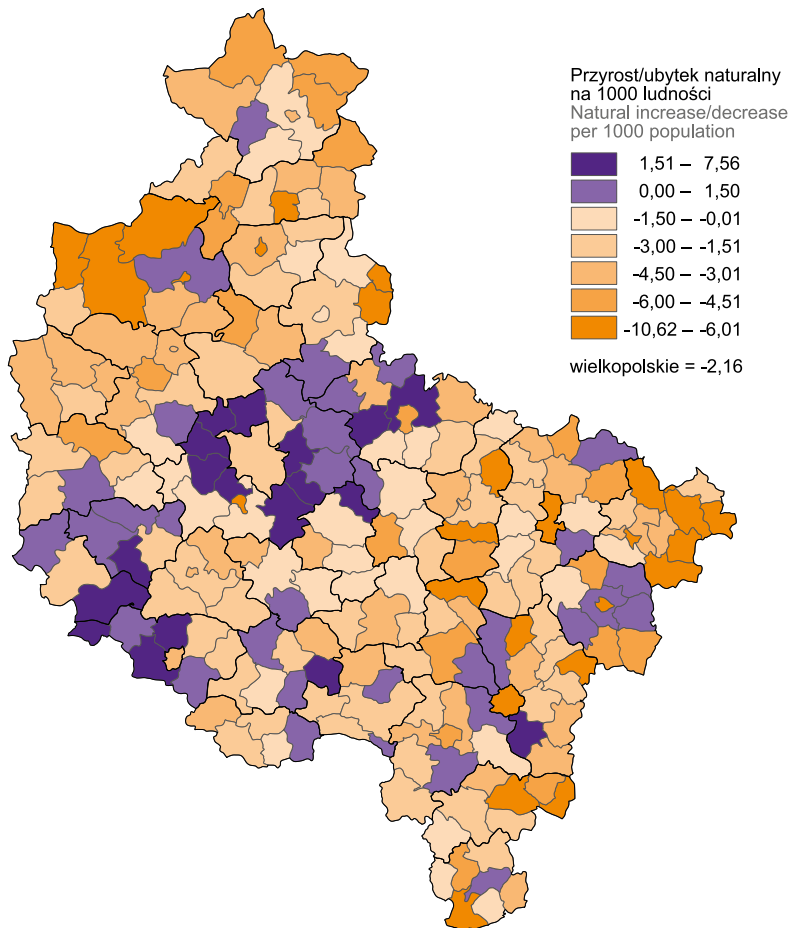 Przyrost/ubytek naturalny
na 1000 ludności
Natural increase/decrease
per 1000 population
1,51 – 7,56
0,00 – 1,50
-1,50 – -0,01
-3,00 – -1,51
-4,50 – -3,01
-6,00 – -4,51
-10,62 – -6,01
wielkopolskie = -2,16